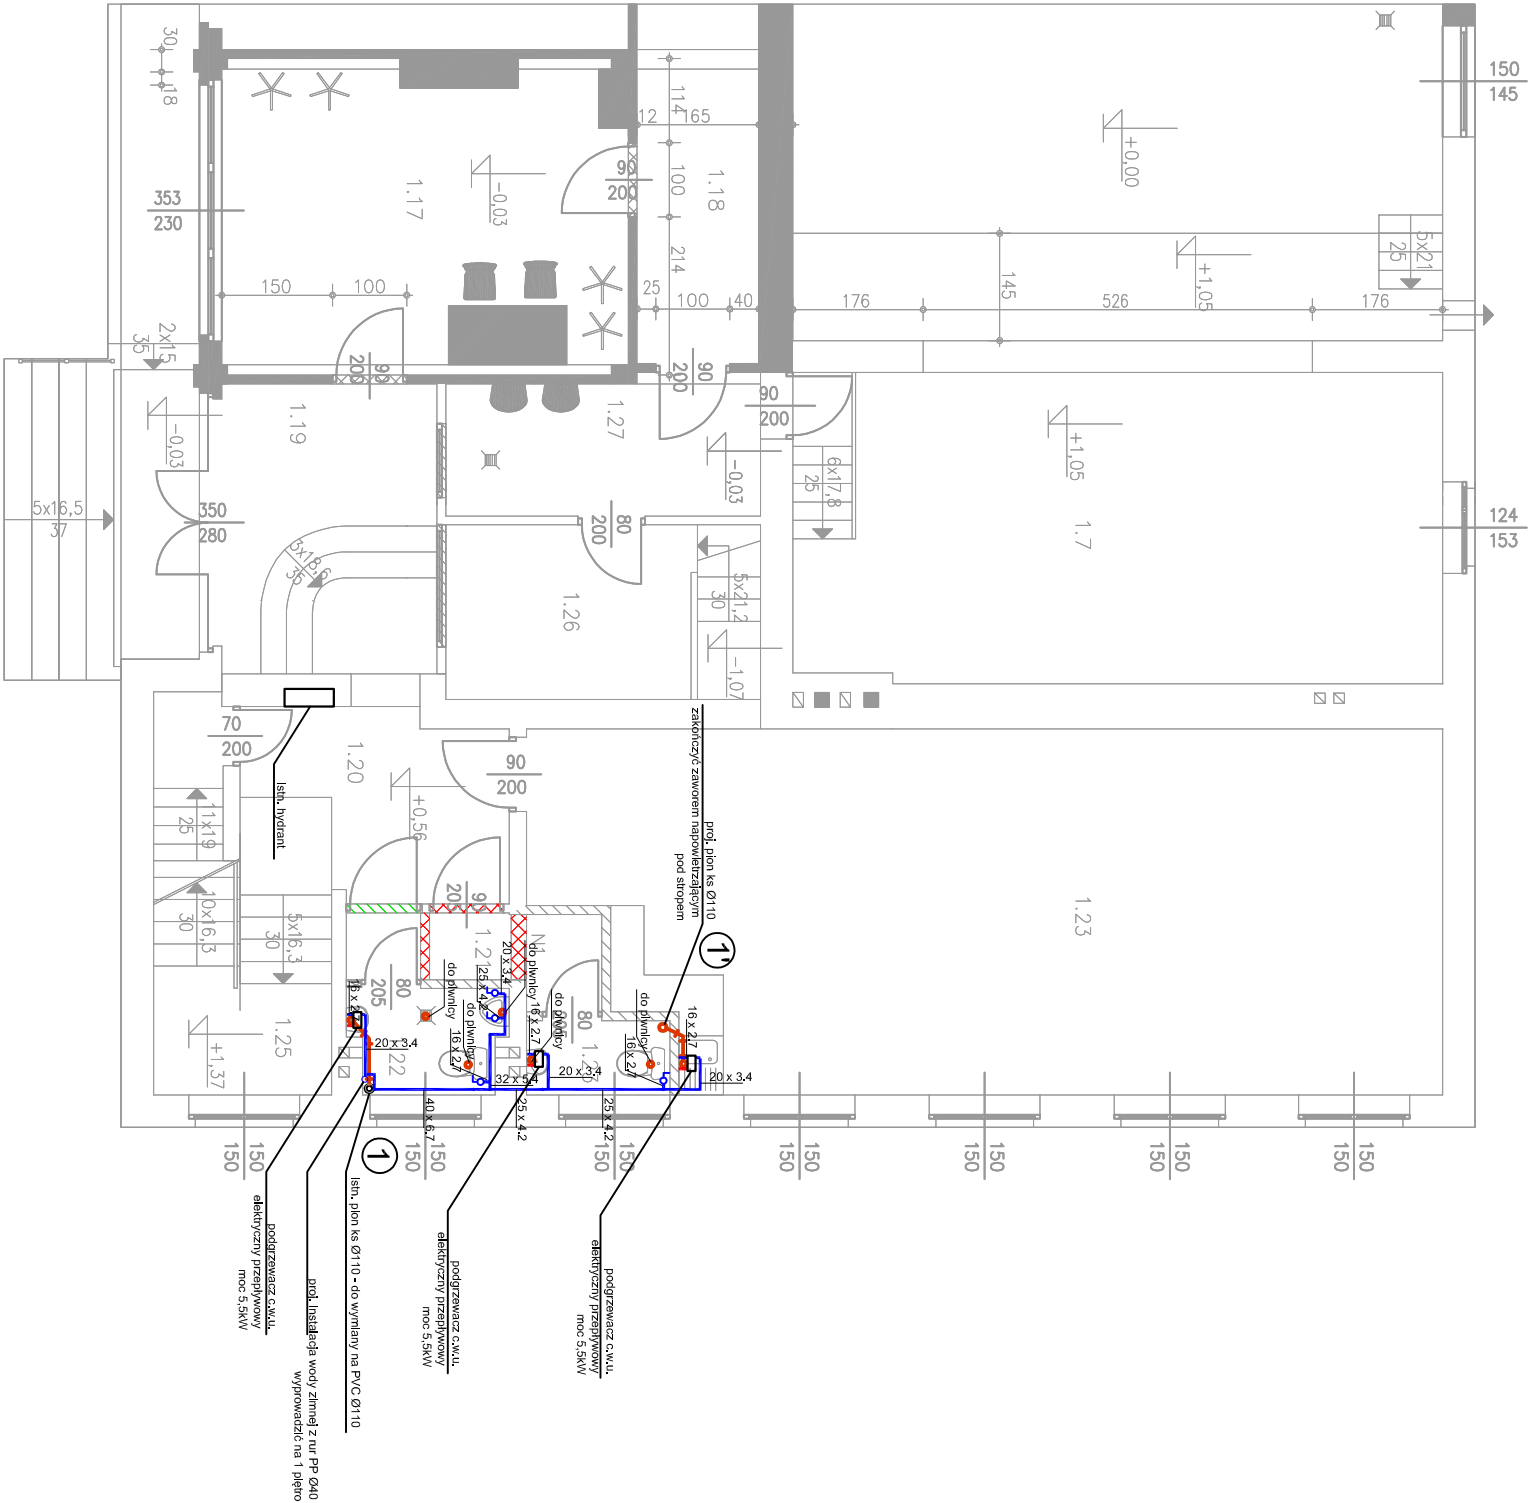 30
18
353
230
150
100
2x15
35
1.17
-0,03
90
200
12
165
114
100
214
1.18
25
100
40
+0,00
150
145
5x21
25
+1,05
145
176
526
176
90
200
90
200
90
200
-0,03
1.19
1.27
-0,03
6x17,8
25
+1,05
1.7
124
153
5x16,5
37
350
280
3x18,6
35
80
200
1.26
5x21,2
30
-1,07
70
200
1.20
90
200
+0,56
istn. hydrant
11x19
25
10x16,3
30
5x16,3
30
1.25
+1,37
proj. pion ks Ø110
zakończyć zaworem napowietrzającym
pod stropem
1'
1.23
90
1.21
N1
80
205
80
do piwnicy
do piwnicy
do piwnicy
do piwnicy
do piwnicy
20 x 3.4
25 x 4.2
16 x 2.7
16 x 2.7
16 x 2.7
16 x 2.7
16 x 2.7
20 x 3.4
20 x 3.4
20 x 3.4
32 x 5.4
40 x 6.7
25 x 4.2
25 x 4.2
1
150
150
150
150
150
150
150
150
150
150
150
150
150
150
podgrzewacz c.w.u.
elektryczny przepływowy
moc 5,5kW
proj. instalacja wody zimnej z rur PP Ø40
wyprowadzić na 1 piętro
istn. pion ks Ø110 - do wymiany na PVC Ø110
podgrzewacz c.w.u.
elektryczny przepływowy
moc 5,5kW
podgrzewacz c.w.u.
elektryczny przepływowy
moc 5,5kW